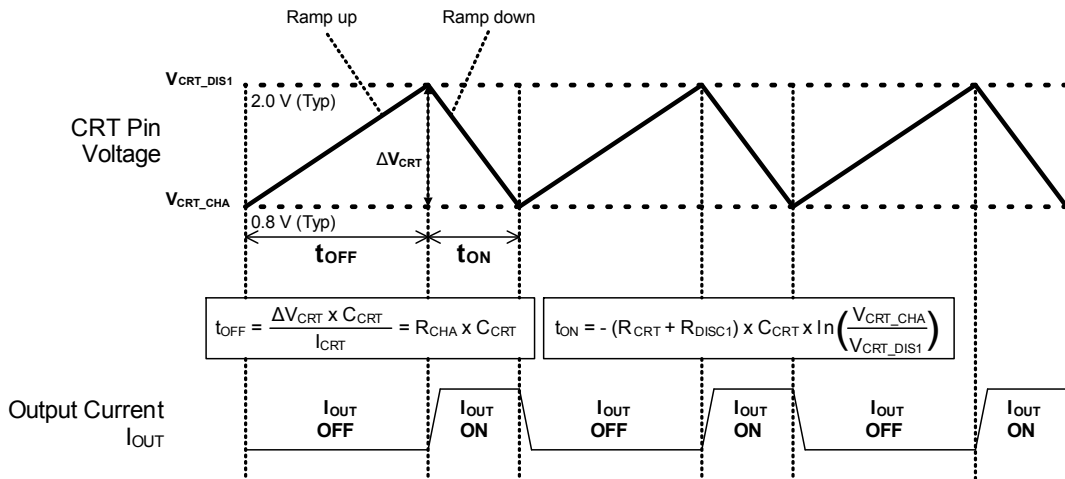 Ramp up
Ramp down
VCRT_DIS1
2.0 V (Typ)
CRT Pin
Voltage
ΔVCRT
VCRT_CHA
0.8 V (Typ)
tOFF
tON
tOFF = ΔVCRT x CCRT / ICRT = RCHA x CCRT
tON = - (RCRT + RDISC1) x CCRT x ln(VCRT_CHA / VCRT_DIS1)
Output Current
IOUT
IOUT
OFF
IOUT
ON
IOUT
OFF
IOUT
ON
IOUT
OFF
IOUT
ON